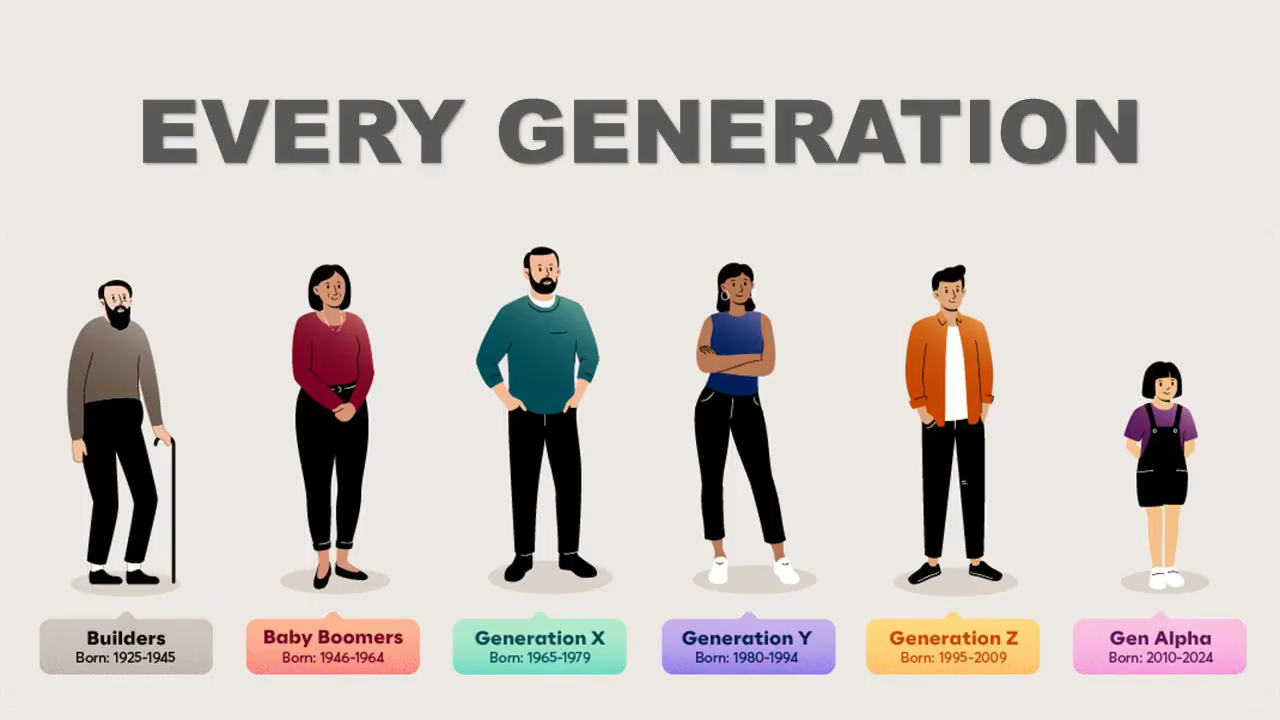 EVERY GENERATION
Builders
Born: 1925-1945
Baby Boomers
Born: 1946-1964
Generation X
Born: 1965-1979
Generation Y
Born: 1980-1994
Generation Z
Born: 1995-2009
Gen Alpha
Born: 2010-2024